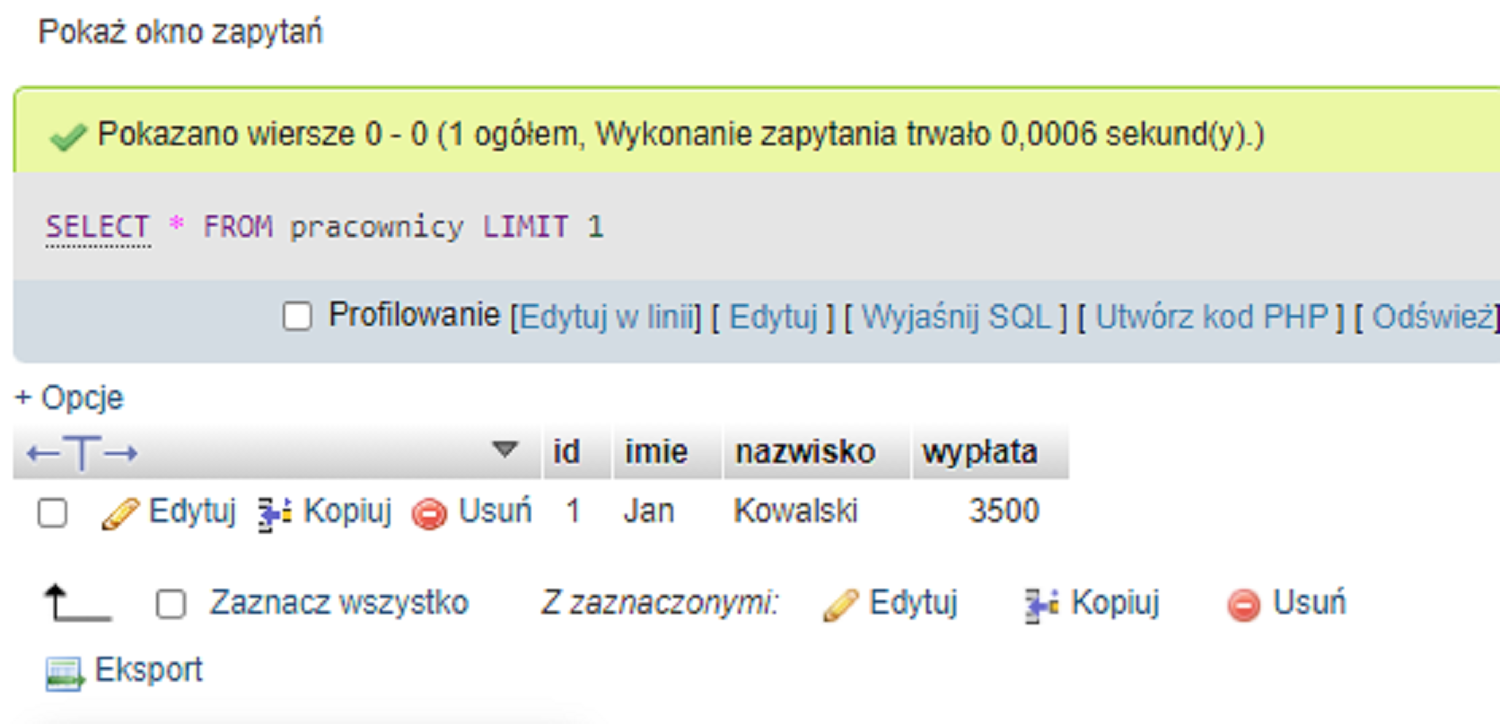 Pokaż okno zapytań
Pokazano wiersze 0 - 0 (1 ogółem, Wykonanie zapytania trwało 0,0006 sekund(y).)
SELECT * FROM pracownicy LIMIT 1
Profilowanie [Edytuj w linii] [ Edytuj ] [ Wyjaśnij SQL ] [ Utwórz kod PHP ] [ Odśwież]
+ Opcje
←T→ id imie nazwisko wypłata
Edytuj Kopiuj Usuń 1 Jan Kowalski 3500
Zaznacz wszystko Z zaznaczonymi: Edytuj Kopiuj Usuń
Eksport